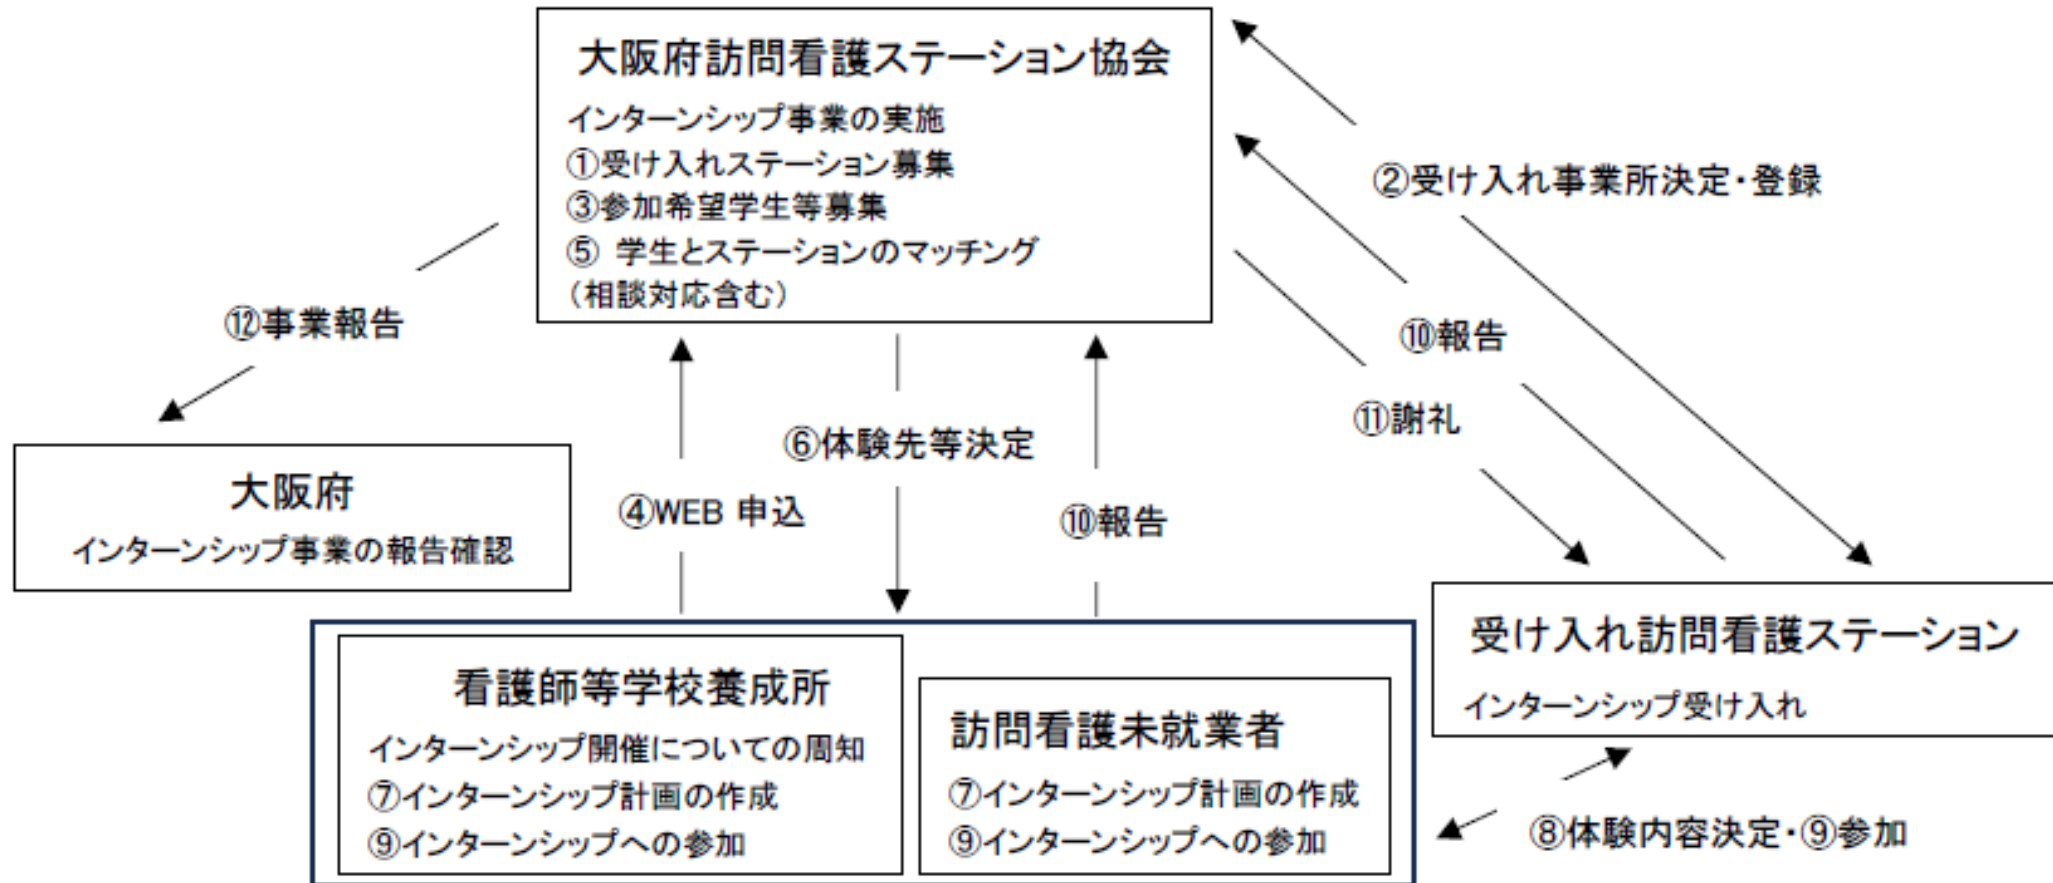 大阪府訪問看護ステーション協会
インターンシップ事業の実施
①受け入れステーション募集
③参加希望学生等募集
⑤ 学生とステーションのマッチング
（相談対応含む）
②受け入れ事業所決定・登録
⑫事業報告
⑩報告
⑪謝礼
⑥体験先等決定
④WEB 申込
⑩報告
大阪府
インターンシップ事業の報告確認
受け入れ訪問看護ステーション
インターンシップ受け入れ
看護師等学校養成所
インターンシップ開催についての周知
⑦インターンシップ計画の作成
⑨インターンシップへの参加
訪問看護未就業者
⑦インターンシップ計画の作成
⑨インターンシップへの参加
⑧体験内容決定・⑨参加